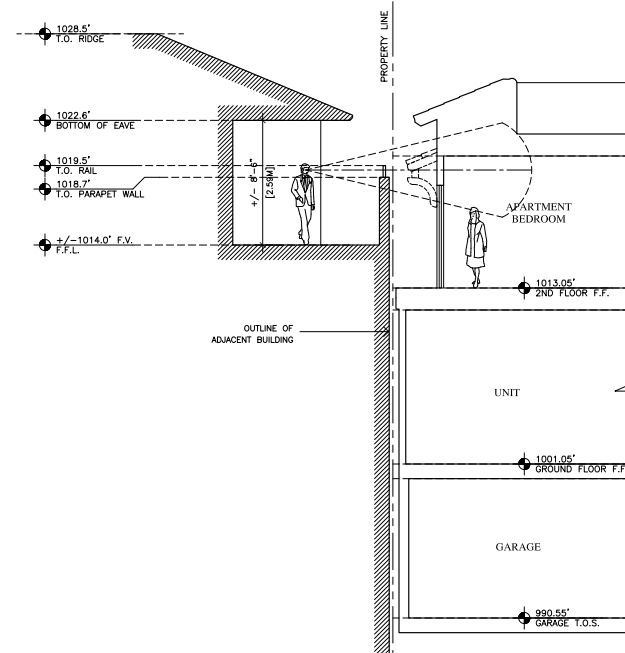 1028.5'
T.O. RIDGE
PROPERTY LINE
1022.6'
BOTTOM OF EAVE
1019.5'
T.O. RAIL
1018.7'
T.O. PARAPET WALL
+/- 8'-6"
[2.59M]
+/-1014.0' F.V.
F.F.L.
APARTMENT
BEDROOM
1013.05'
2ND FLOOR F.F.
OUTLINE OF
ADJACENT BUILDING
UNIT
1001.05'
GROUND FLOOR F.F
GARAGE
990.55'
GARAGE T.O.S.